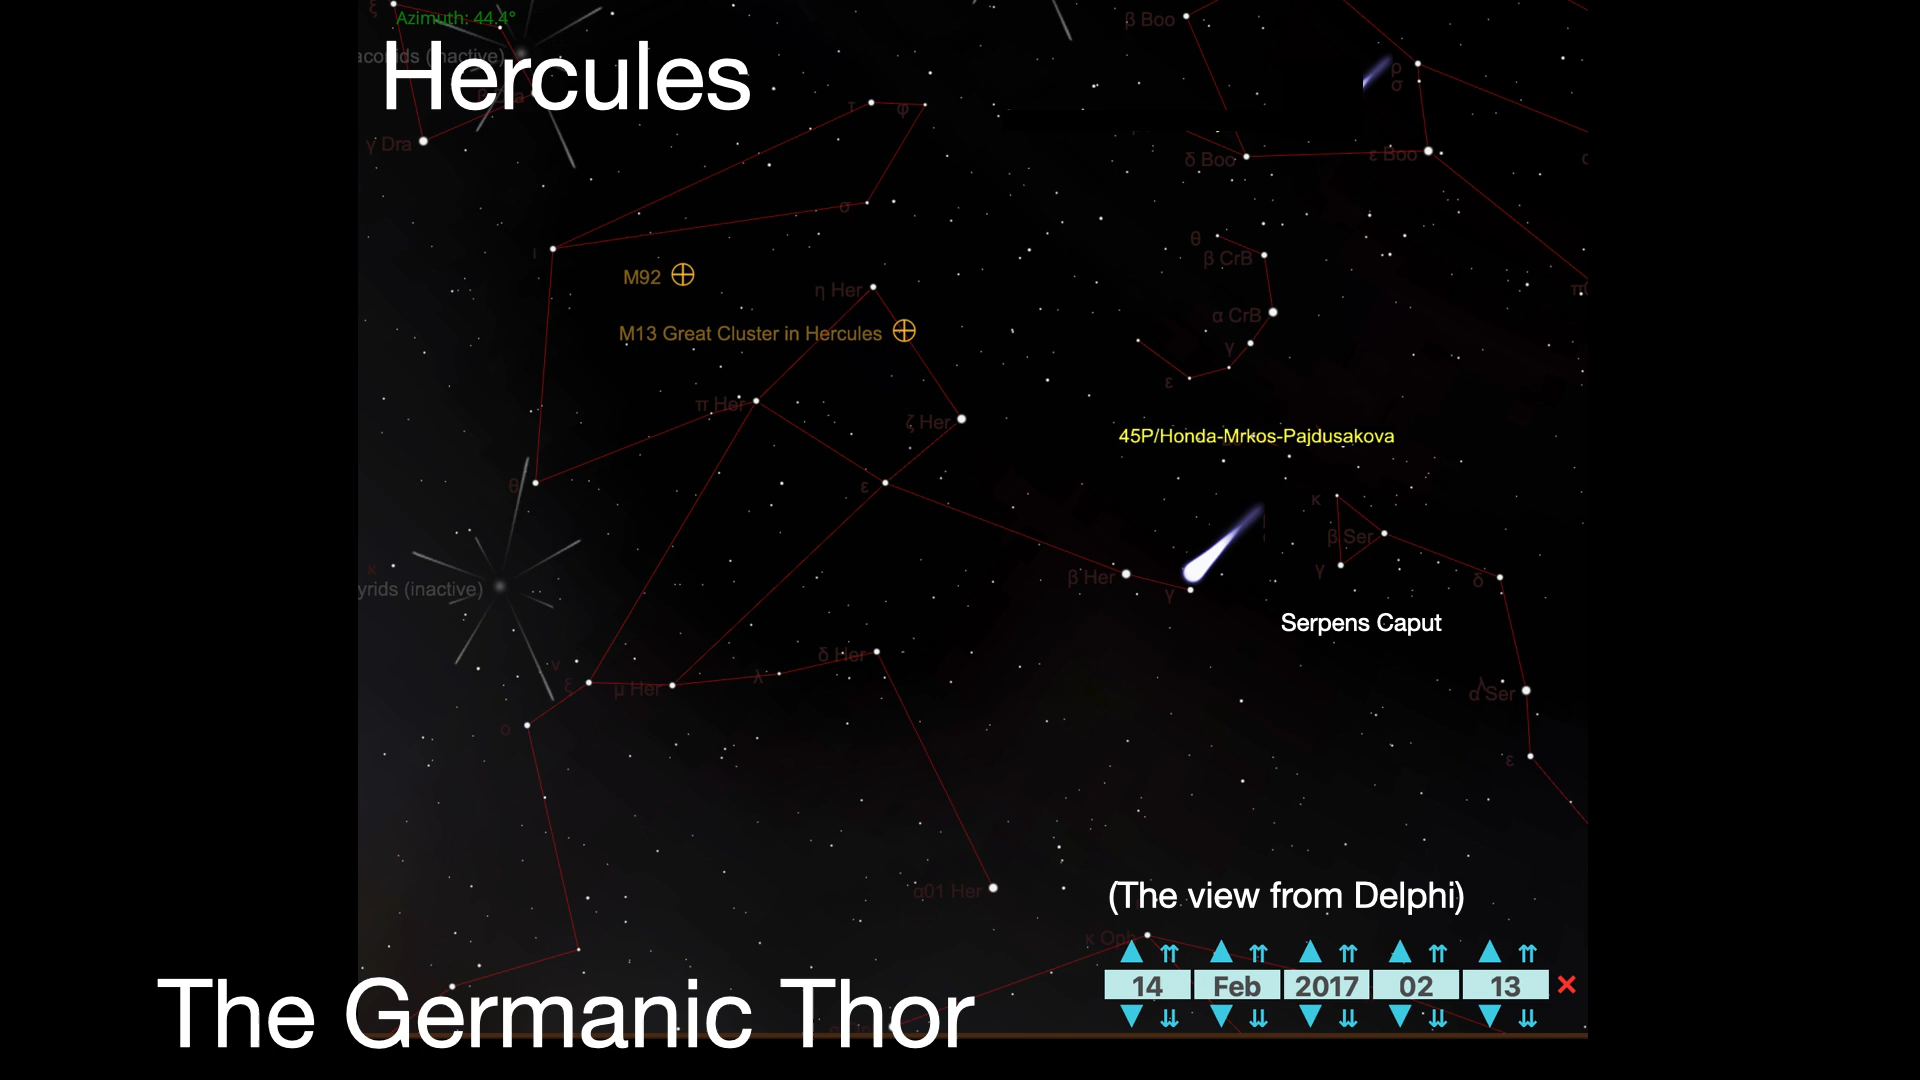 ξ
Azimuth: 44.4°
β Boo
Hercules
ρ
σ
τ
φ
γ Dra
δ Boo
ε Boo
σ
θ
ι
β CrB
M92
η Her
α CrB
M13 Great Cluster in Hercules
γ
ε
π Her
ζ Her
45P/Honda-Mrkos-Pajdusakova
θ
ε
κ
β Ser
κ
γ
β Her
δ
yrids (inactive)
γ
Serpens Caput
δ Her
ν
ξ
μ Her
λ
λ
α Ser
ο
ε
α01 Her
(The view from Delphi)
κ Oph
14 Feb 2017 02 13
The Germanic Thor